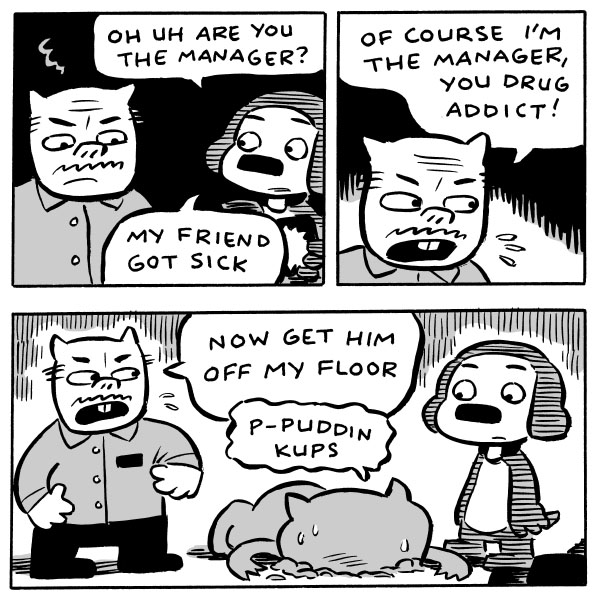 OH UH ARE YOU
THE MANAGER?
MY FRIEND
GOT SICK
OF COURSE I'M
THE MANAGER,
YOU DRUG
ADDICT!
NOW GET HIM
OFF MY FLOOR
P-PUDDIN
KUPS